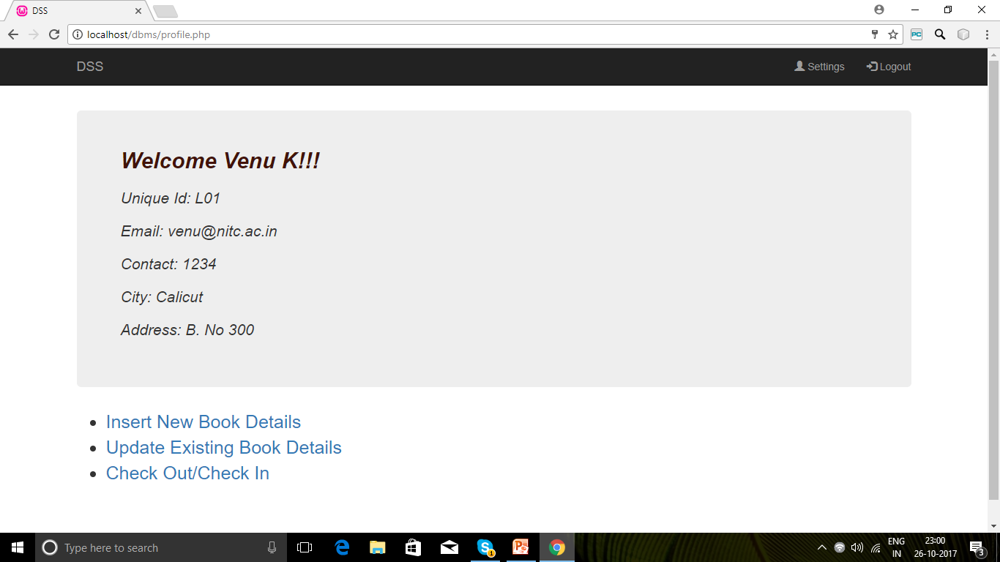 DSS
localhost/dbms/profile.php
PC
DSS
Settings
Logout
Welcome Venu K!!!
Unique Id: L01
Email: venu@nitc.ac.in
Contact: 1234
City: Calicut
Address: B. No 300
Insert New Book Details
Update Existing Book Details
Check Out/Check In
Type here to search
1
ENG
IN
23:00
26-10-2017
3